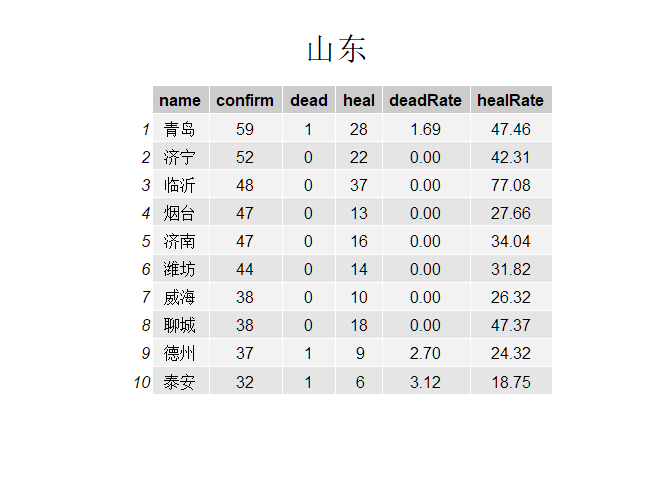 山东
name confirm dead heal deadRate healRate
1 青岛 59 1 28 1.69 47.46
2 济宁 52 0 22 0.00 42.31
3 临沂 48 0 37 0.00 77.08
4 烟台 47 0 13 0.00 27.66
5 济南 47 0 16 0.00 34.04
6 潍坊 44 0 14 0.00 31.82
7 威海 38 0 10 0.00 26.32
8 聊城 38 0 18 0.00 47.37
9 德州 37 1 9 2.70 24.32
10 泰安 32 1 6 3.12 18.75